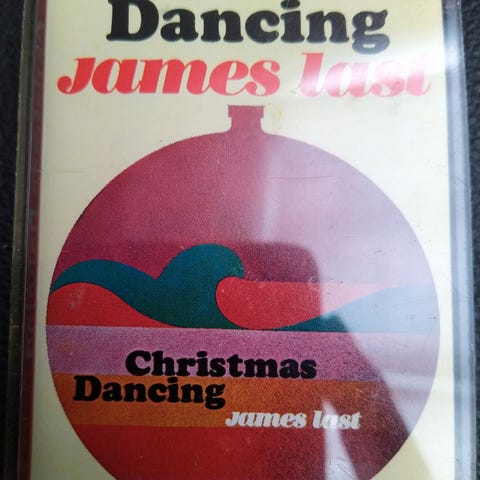 Dancing
james last
Christmas
Dancing
james last